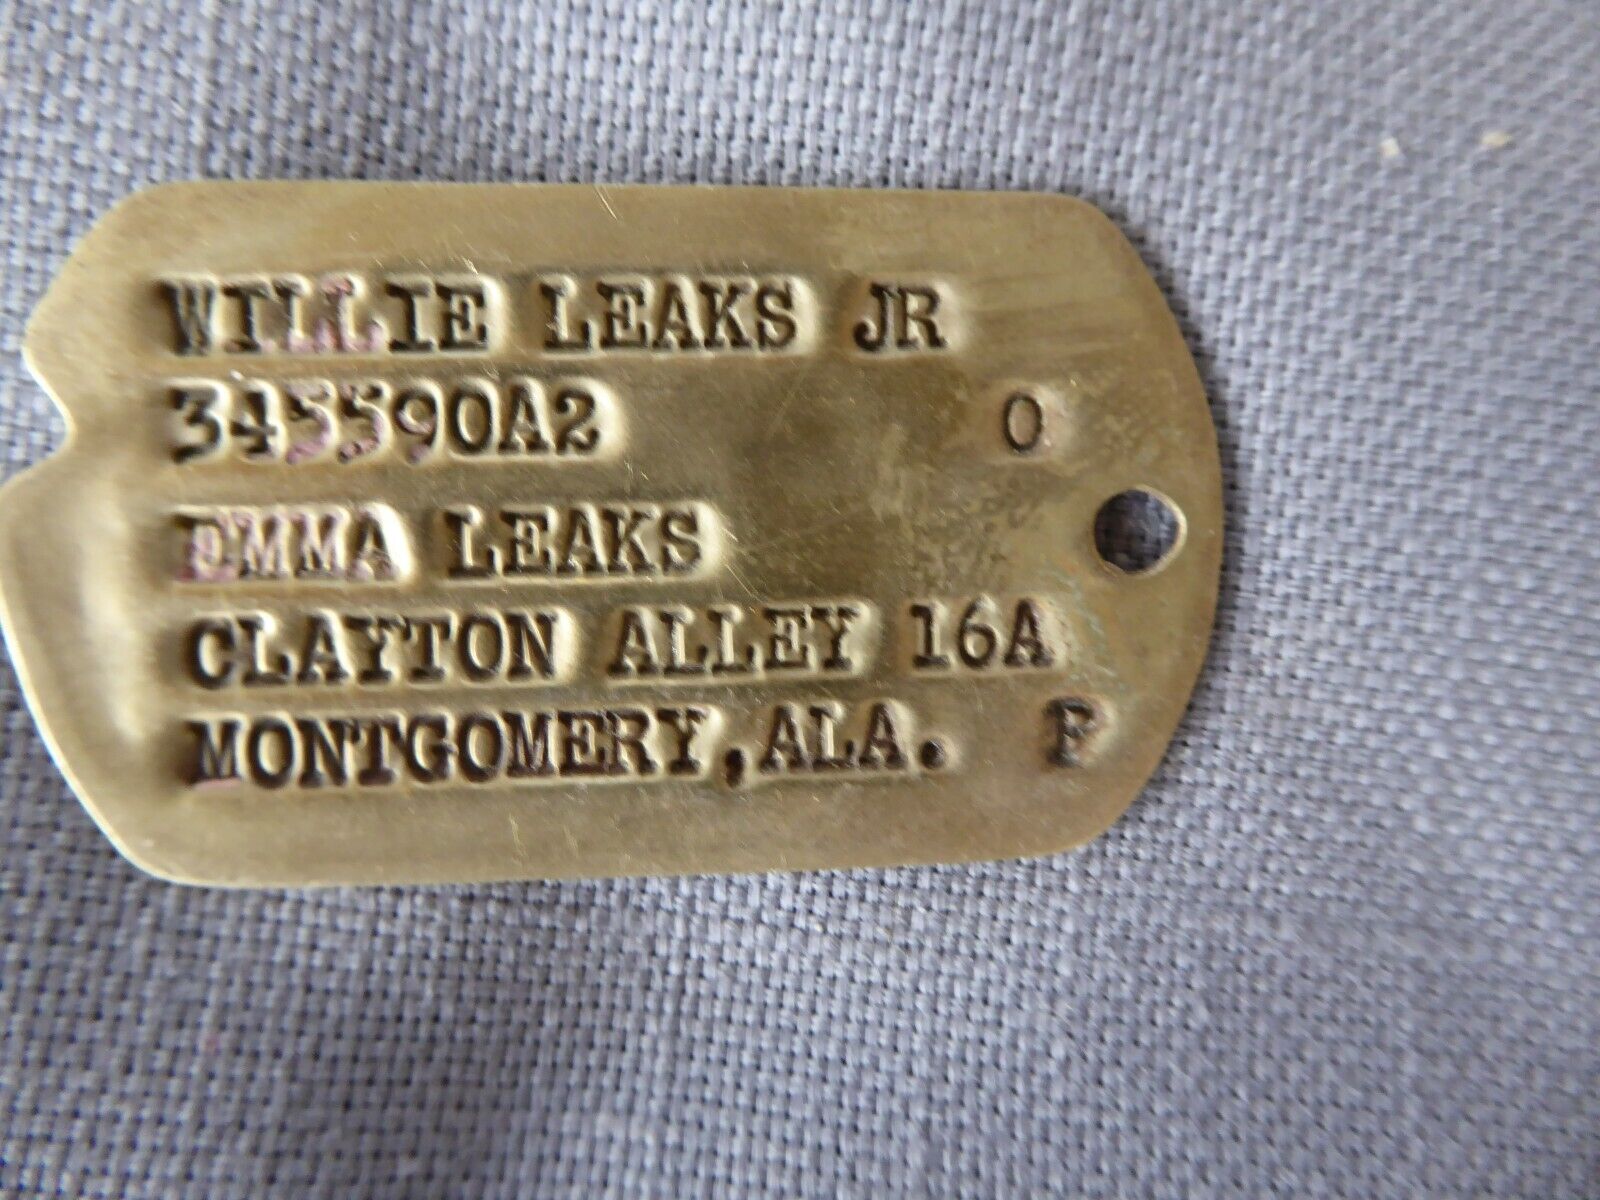 WILLIE LEAKS JR
345590A2 O
EMMA LEAKS
CLAYTON ALLEY 16A
MONTGOMERY,ALA. P